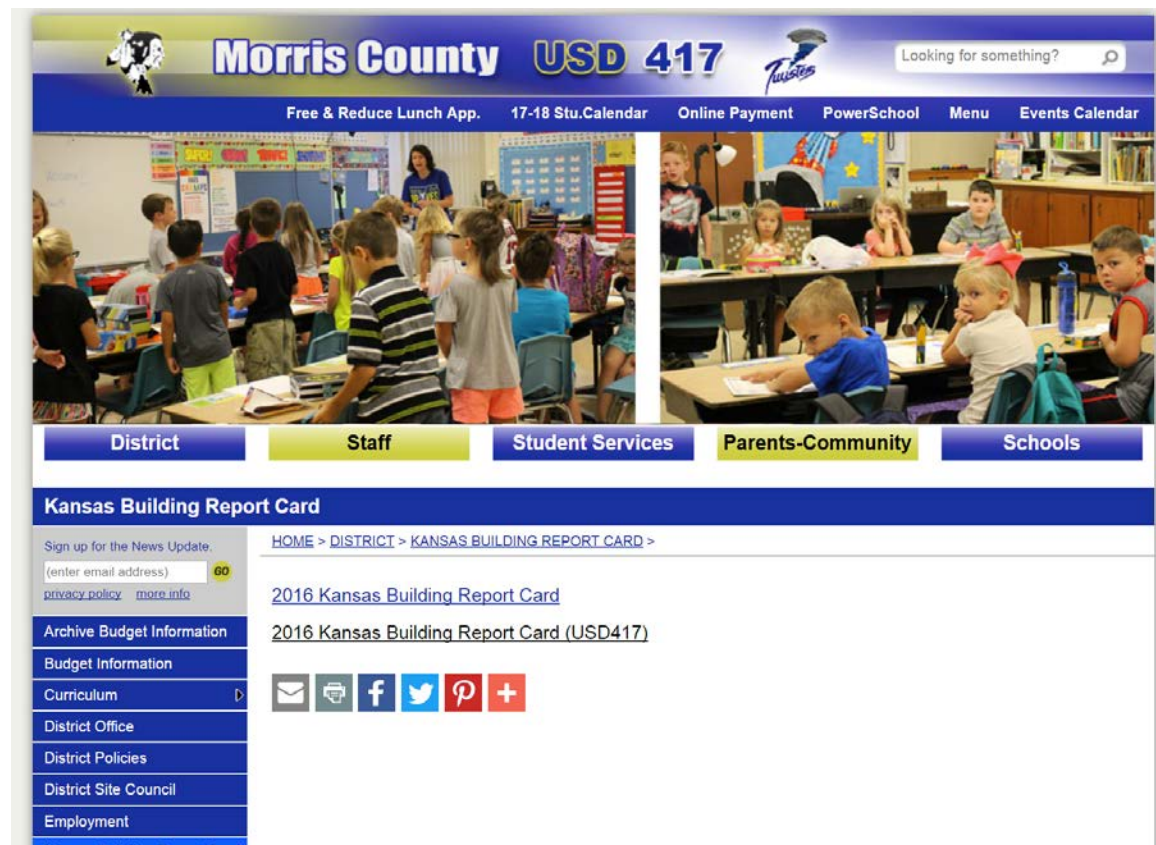 Morris County USD 417 Twisters
Looking for something?
Free & Reduce Lunch App. 17-18 Stu.Calendar Online Payment PowerSchool Menu Events Calendar
District Staff Student Services Parents-Community Schools
Kansas Building Report Card
Sign up for the News Update.
(enter email address) GO
privacy policy more info
HOME > DISTRICT > KANSAS BUILDING REPORT CARD >
2016 Kansas Building Report Card
2016 Kansas Building Report Card (USD417)
Archive Budget Information
Budget Information
Curriculum
District Office
District Policies
District Site Council
Employment